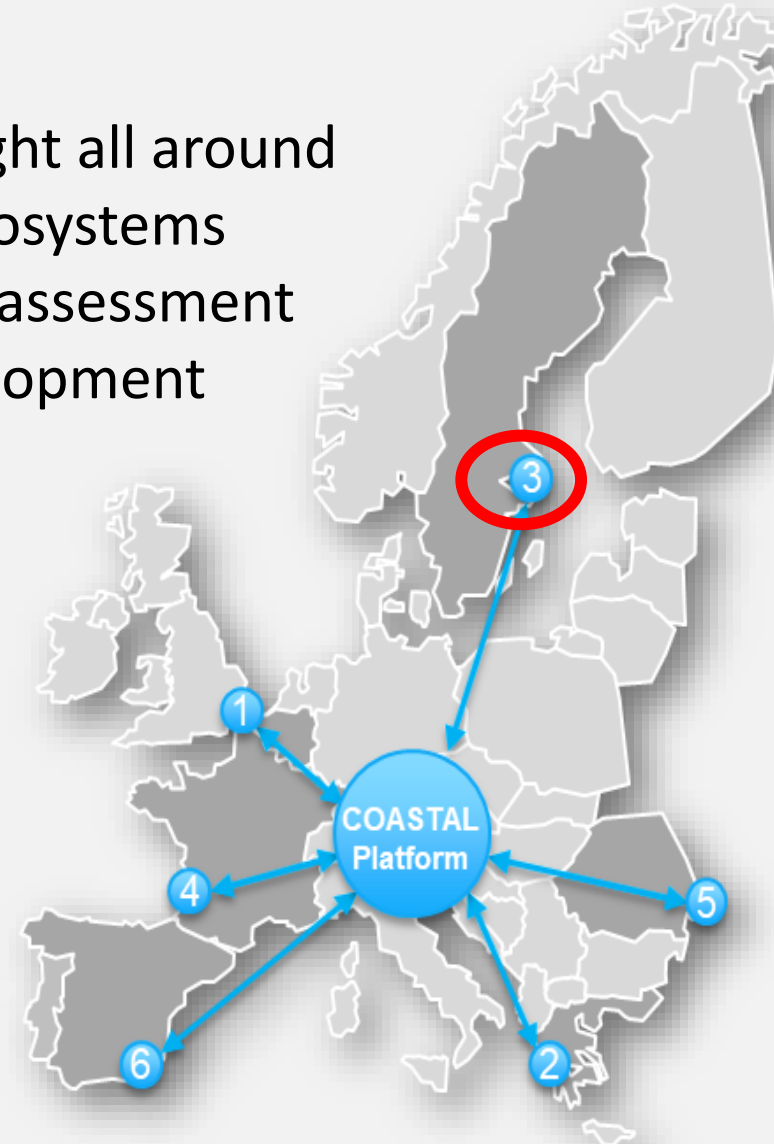 ght all around
osystems
assessment
opment
3
1
COASTAL
Platform
4
5
6
2